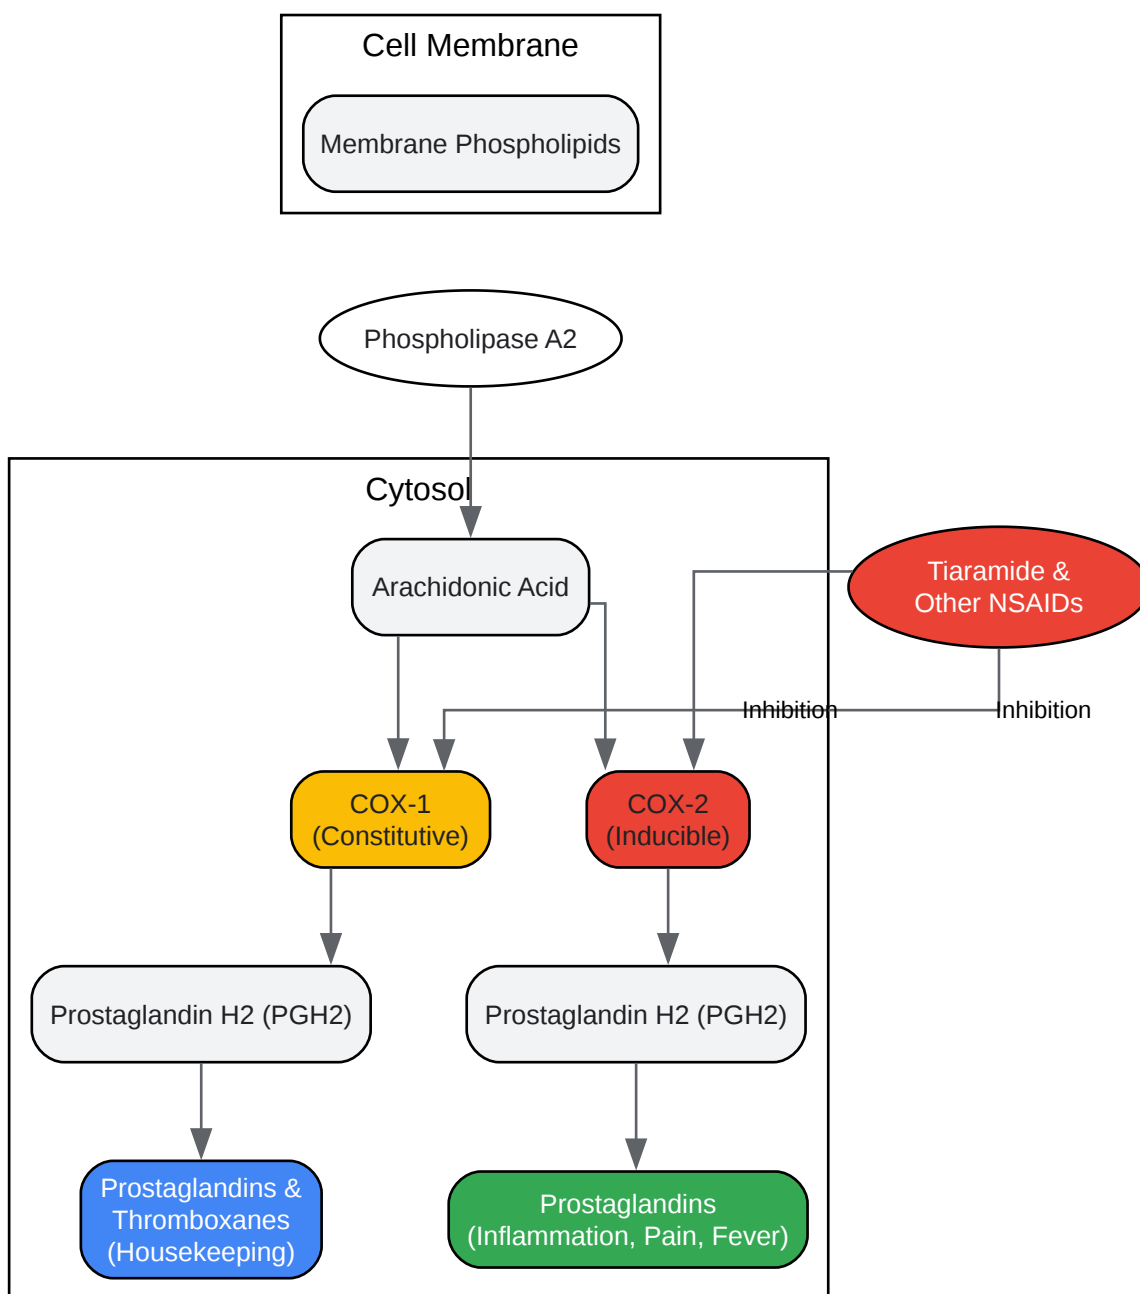 Cell Membrane
Membrane Phospholipids
Phospholipase A2
Cytosol
Arachidonic Acid
Tiaramide &
Other NSAIDs
Inhibition
Inhibition
COX-1
(Constitutive)
COX-2
(Inducible)
Prostaglandin H2 (PGH2)
Prostaglandin H2 (PGH2)
Prostaglandins &
Thromboxanes
(Housekeeping)
Prostaglandins
(Inflammation, Pain, Fever)